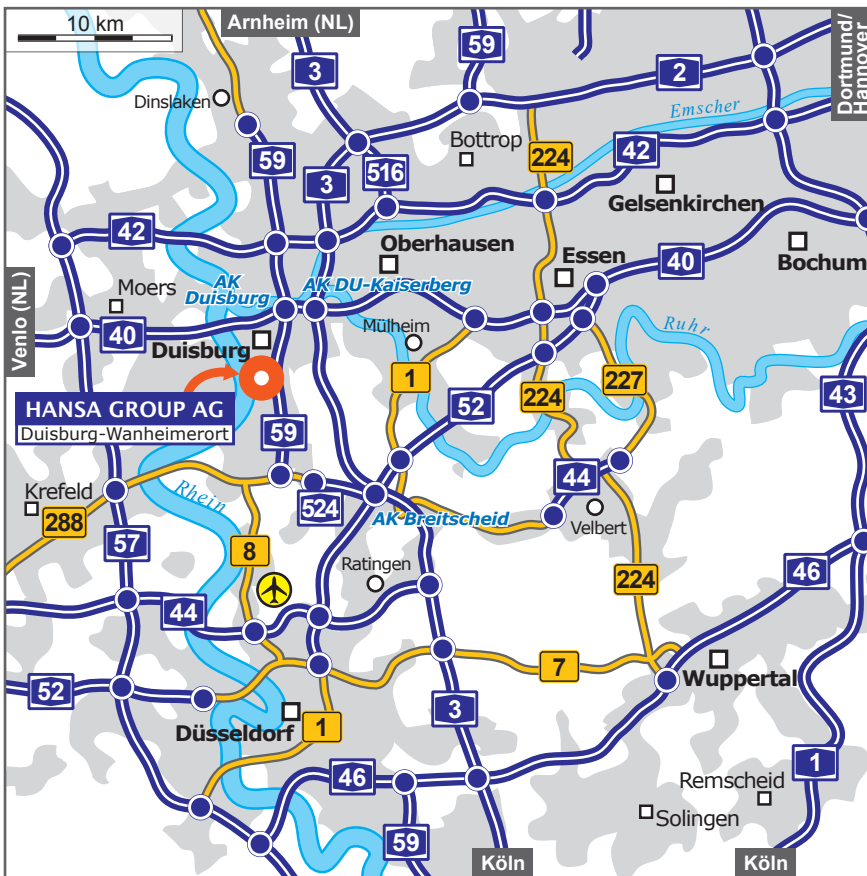 10 km
Arnheim (NL)
59
3
2
Dortmund/
Hannover
Dinslaken
Emscher
Bottrop
59
224
42
516
3
Gelsenkirchen
42
Oberhausen
Essen
40
Bochum
Venlo (NL)
Moers
AK
Duisburg
AK DU-Kaiserberg
40
Mülheim
Ruhr
Duisburg
1
227
224
43
HANSA GROUP AG
Duisburg-Wanheimerort
52
59
44
Krefeld
Rhein
524
288
AK Breitscheid
Velbert
57
8
Ratingen
224
46
44
7
Wuppertal
52
3
Düsseldorf
1
46
1
Remscheid
Solingen
59
Köln
Köln